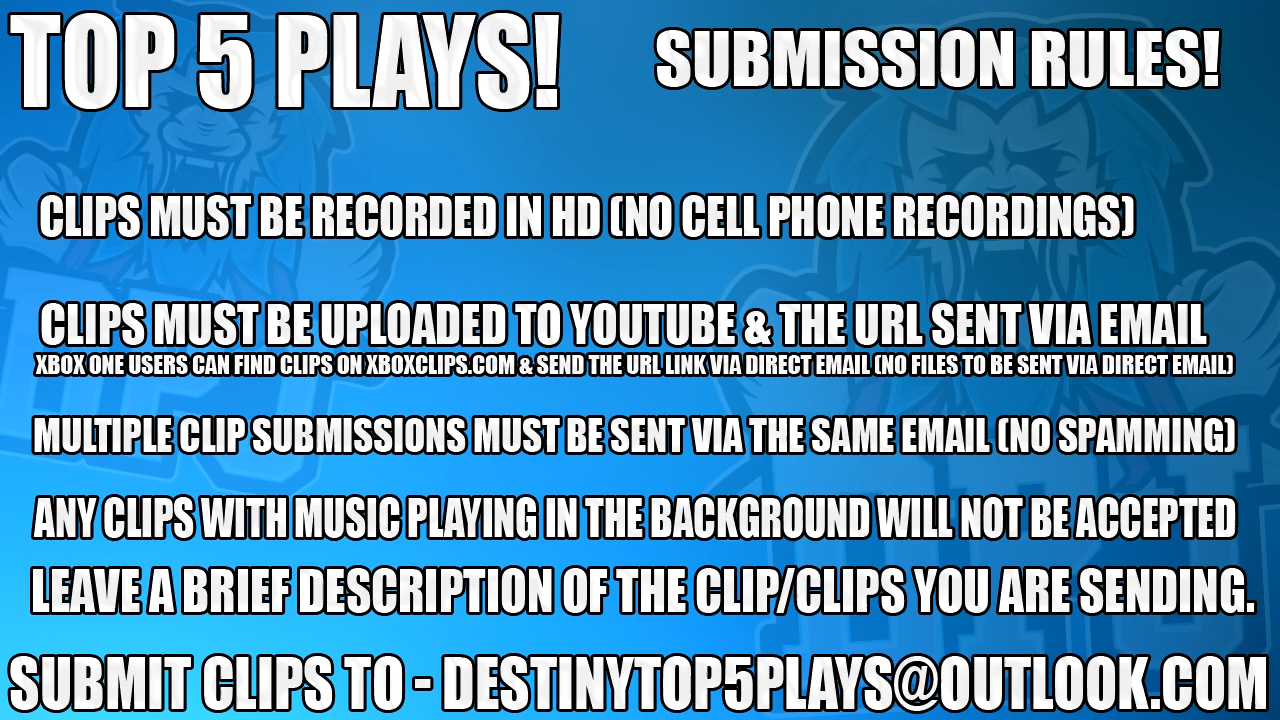 TOP 5 PLAYS!
SUBMISSION RULES!
CLIPS MUST BE RECORDED IN HD (NO CELL PHONE RECORDINGS)
CLIPS MUST BE UPLOADED TO YOUTUBE & THE URL SENT VIA EMAIL
XBOX ONE USERS CAN FIND CLIPS ON XBOXCLIPS.COM & SEND THE URL LINK VIA DIRECT EMAIL (NO FILES TO BE SENT VIA DIRECT EMAIL)
MULTIPLE CLIP SUBMISSIONS MUST BE SENT VIA THE SAME EMAIL (NO SPAMMING)
ANY CLIPS WITH MUSIC PLAYING IN THE BACKGROUND WILL NOT BE ACCEPTED
LEAVE A BRIEF DESCRIPTION OF THE CLIP/CLIPS YOU ARE SENDING.
SUBMIT CLIPS TO - DESTINYTOP5PLAYS@OUTLOOK.COM